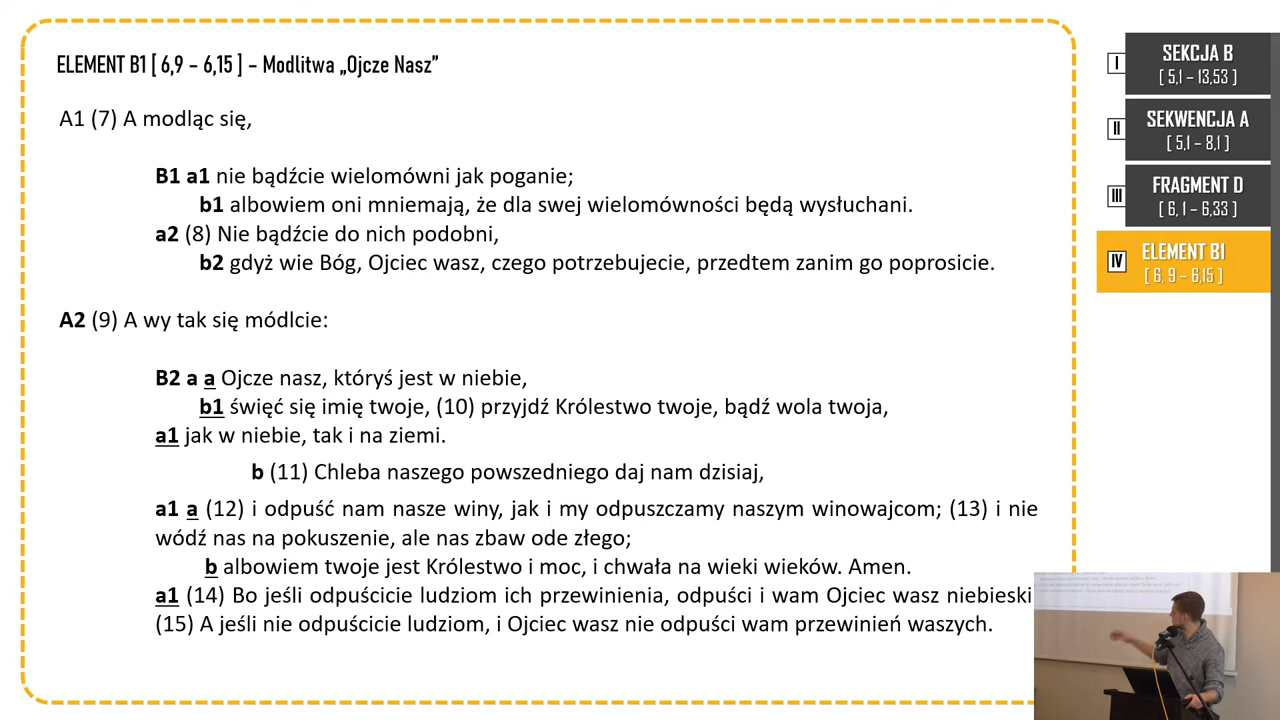 ELEMENT B1 [ 6,9 – 6,15 ] – Modlitwa „Ojcze Nasz”
A1 (7) A modląc się,
B1 a1 nie bądźcie wielomówni jak poganie;
b1 albowiem oni mniemają, że dla swej wielomówności będą wysłuchani.
a2 (8) Nie bądźcie do nich podobni,
b2 gdyż wie Bóg, Ojciec wasz, czego potrzebujecie, przedtem zanim go poprosicie.
A2 (9) A wy tak się módlcie:
B2 a a Ojcze nasz, któryś jest w niebie,
b1 święć się imię twoje, (10) przyjdź Królestwo twoje, bądź wola twoja,
a1 jak w niebie, tak i na ziemi.
b (11) Chleba naszego powszedniego daj nam dzisiaj,
a1 a (12) i odpuść nam nasze winy, jak i my odpuszczamy naszym winowajcom; (13) i nie
wódź nas na pokuszenie, ale nas zbaw ode złego;
b albowiem twoje jest Królestwo i moc, i chwała na wieki wieków. Amen.
a1 (14) Bo jeśli odpuścicie ludziom ich przewinienia, odpuści i wam Ojciec wasz niebieski
(15) A jeśli nie odpuścicie ludziom, i Ojciec wasz nie odpuści wam przewinień waszych.
I SEKCJA B
[ 5,1 – 13,53 ]
II SEKWENCJA A
[ 5,1 – 8,1 ]
III FRAGMENT D
[ 6,1 – 6,33 ]
IV ELEMENT B1
[ 6, 9 – 6,15 ]